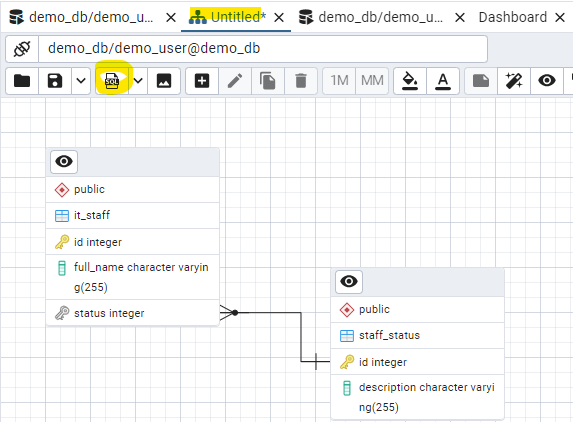 demo_db/demo_u... Untitled* demo_db/demo_u... Dashboard
demo_db/demo_user@demo_db
SQL 1M MM A
public
it_staff
id integer
full_name character varyin
g(255)
status integer
public
staff_status
id integer
description character varyi
ng(255)